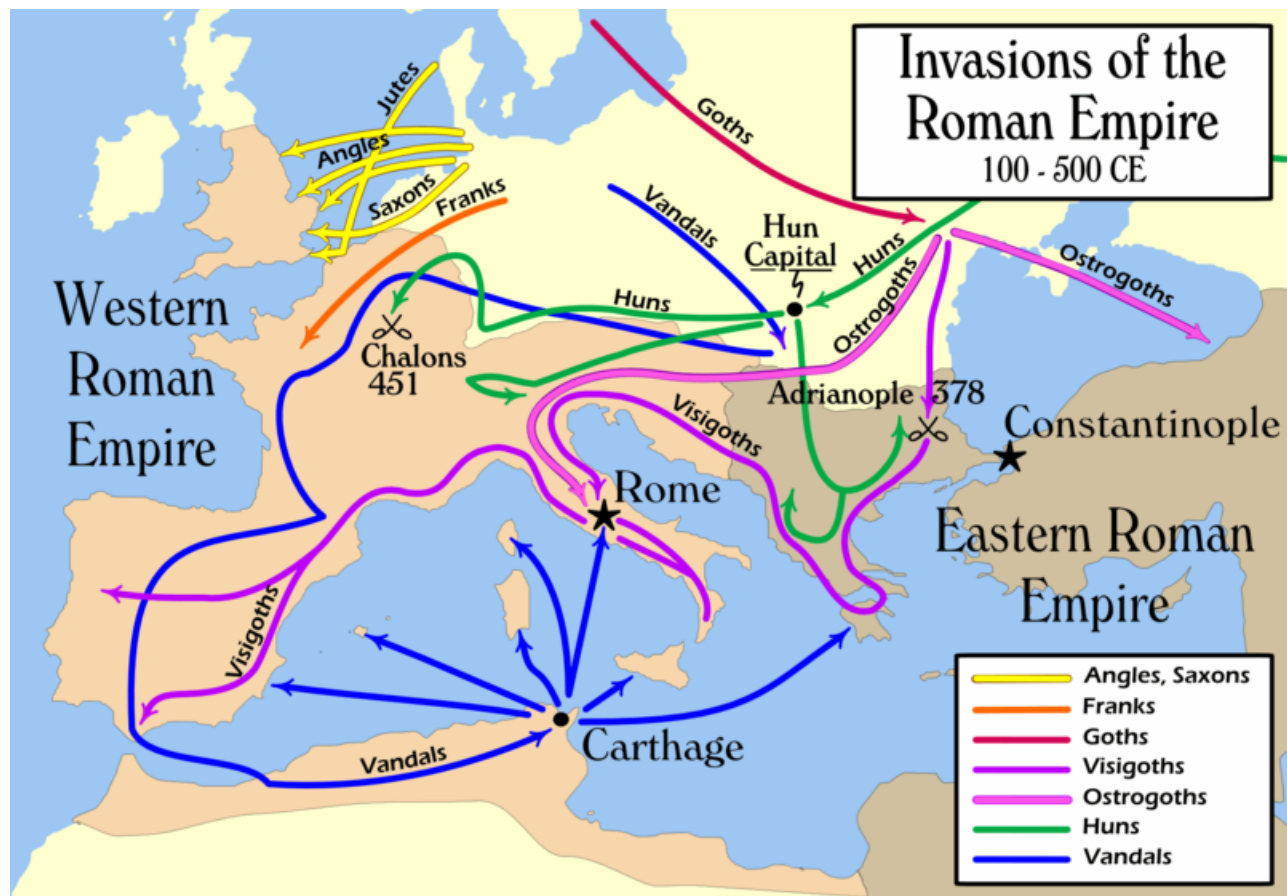 Invasions of the
Roman Empire
100 - 500 CE
Jutes
Angles
Saxons
Franks
Goths
Vandals
Hun
Capital
Huns
Ostrogoths
Ostrogoths
Huns
Western
Roman
Empire
Chalons
451
Adrianople 378
Visigoths
Constantinople
Rome
Eastern Roman
Empire
Visigoths
Carthage
Vandals
Angles, Saxons
Franks
Goths
Visigoths
Ostrogoths
Huns
Vandals